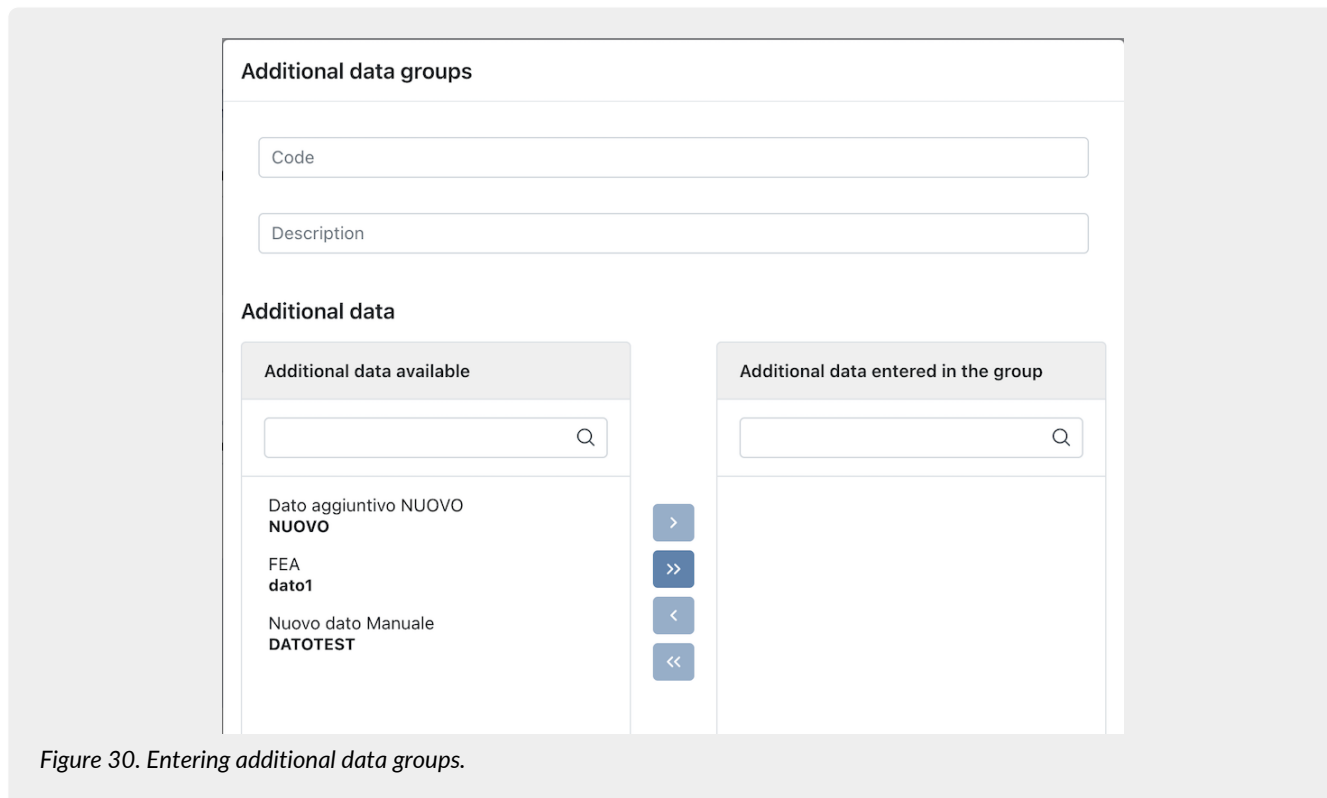 Additional data groups
Code
Description
Additional data
Additional data available
Additional data entered in the group
Dato aggiuntivo NUOVO
NUOVO
FEA
dato1
Nuovo dato Manuale
DATOTEST
Figure 30. Entering additional data groups.